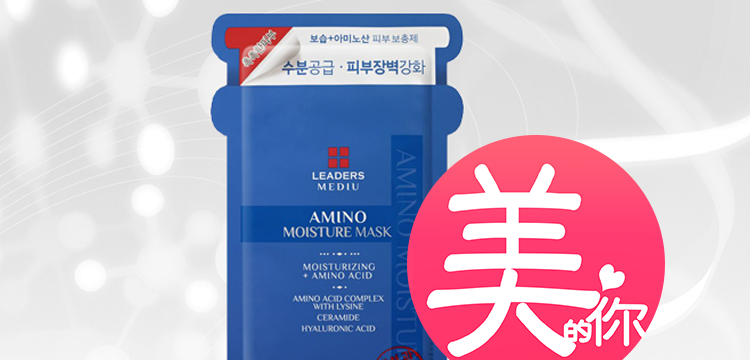 보습+아미노산 피부 보충제
수분공급 · 피부장벽강화
LEADERS
MEDIU
AMINO
MOISTURE MASK
MOISTURIZING
+ AMINO ACID
AMINO ACID COMPLEX
WITH LYSINE
CERAMIDE
HYALURONIC ACID
AMINO MOISTU
美
的你